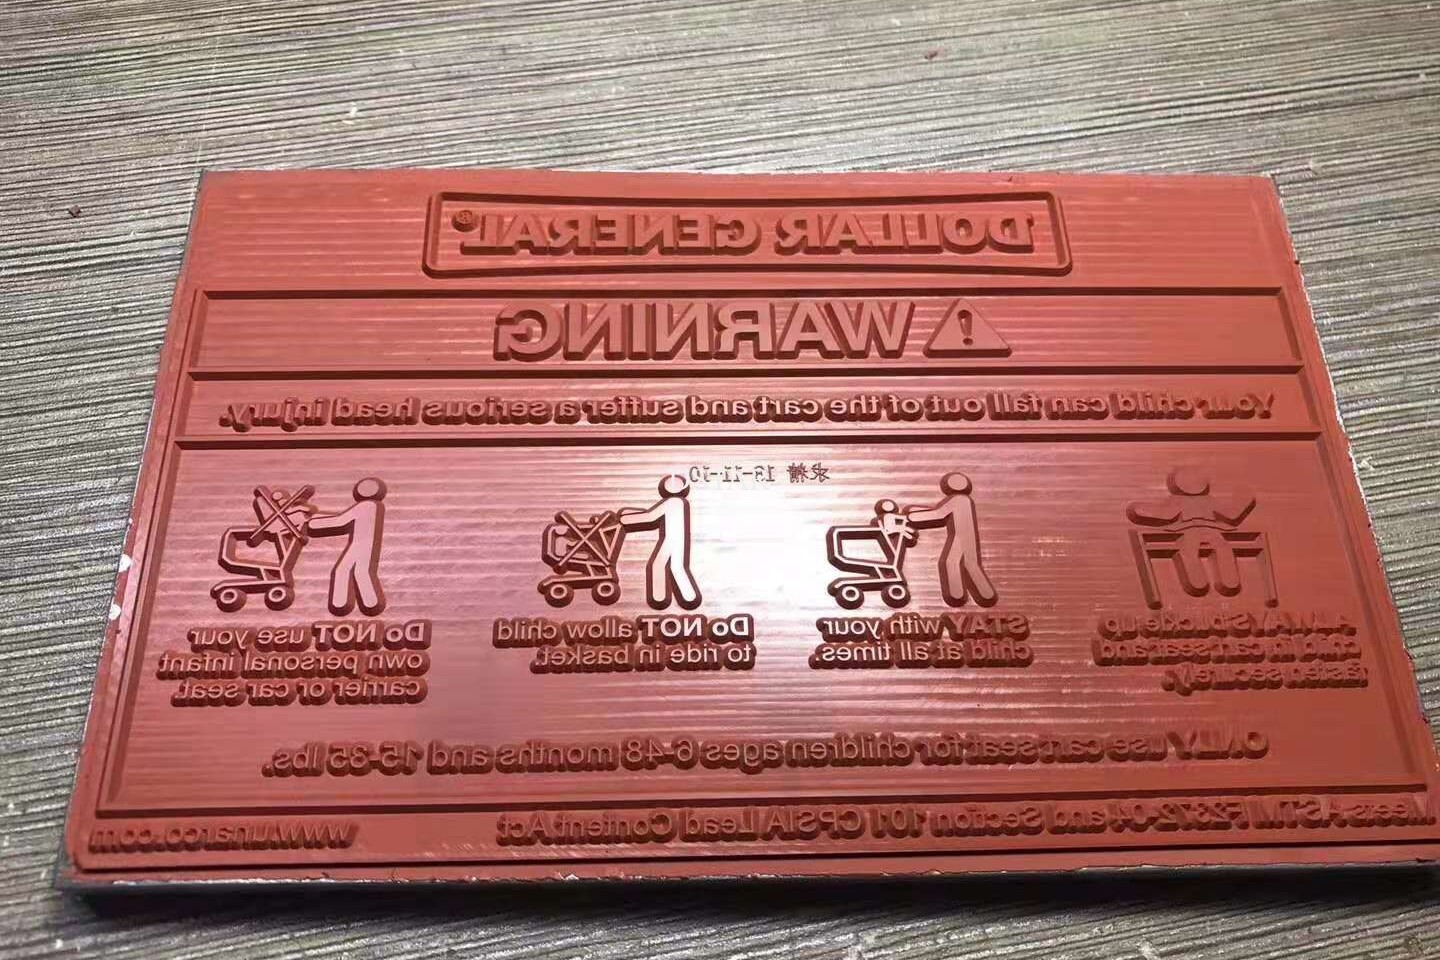 DOLLAR GENERAL®
WARNING
Your child can fall out of the cart and suffer a serious head injury.
求精 13-11-10
ALWAYS buckle up
child in cart seat and
fasten securely.
STAY with your
child at all times.
Do NOT allow child
to ride in basket.
Do NOT use your
own personal infant
carrier or car seat.
ONLY use cart seat for children ages 6-48 months and 15-35 lbs.
Meets ASTM F2372-04 and Section 101 CPSIA Lead Content Act
www.unarco.com